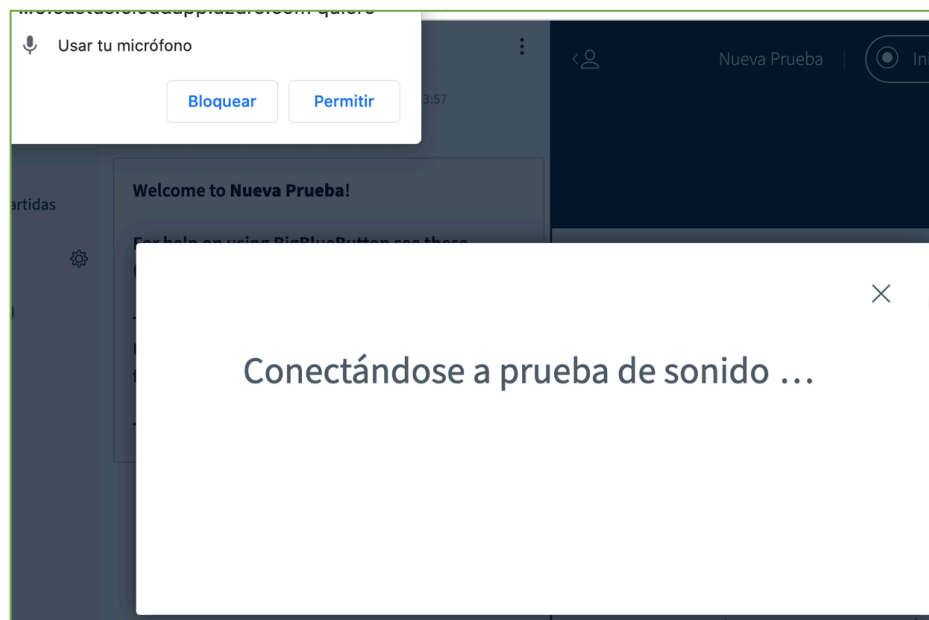 Usar tu micrófono
Bloquear
Permitir
3:57
Nueva Prueba
artidas
Welcome to Nueva Prueba!
For help on using BigBlueButton see these
Conectándose a prueba de sonido ...